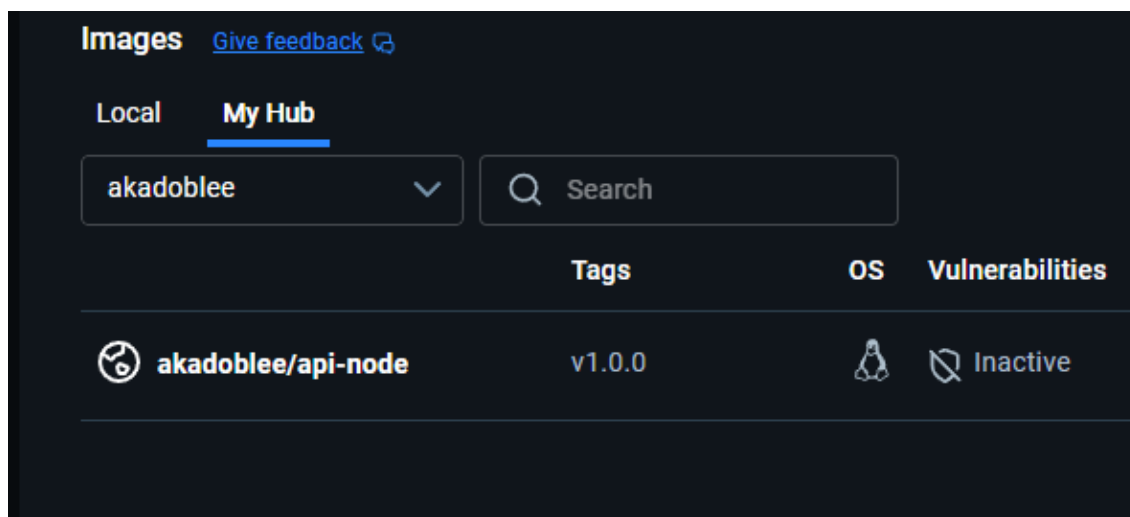 Images Give feedback
Local My Hub
akadoblee Search
Tags OS Vulnerabilities
akadoblee/api-node v1.0.0 Inactive